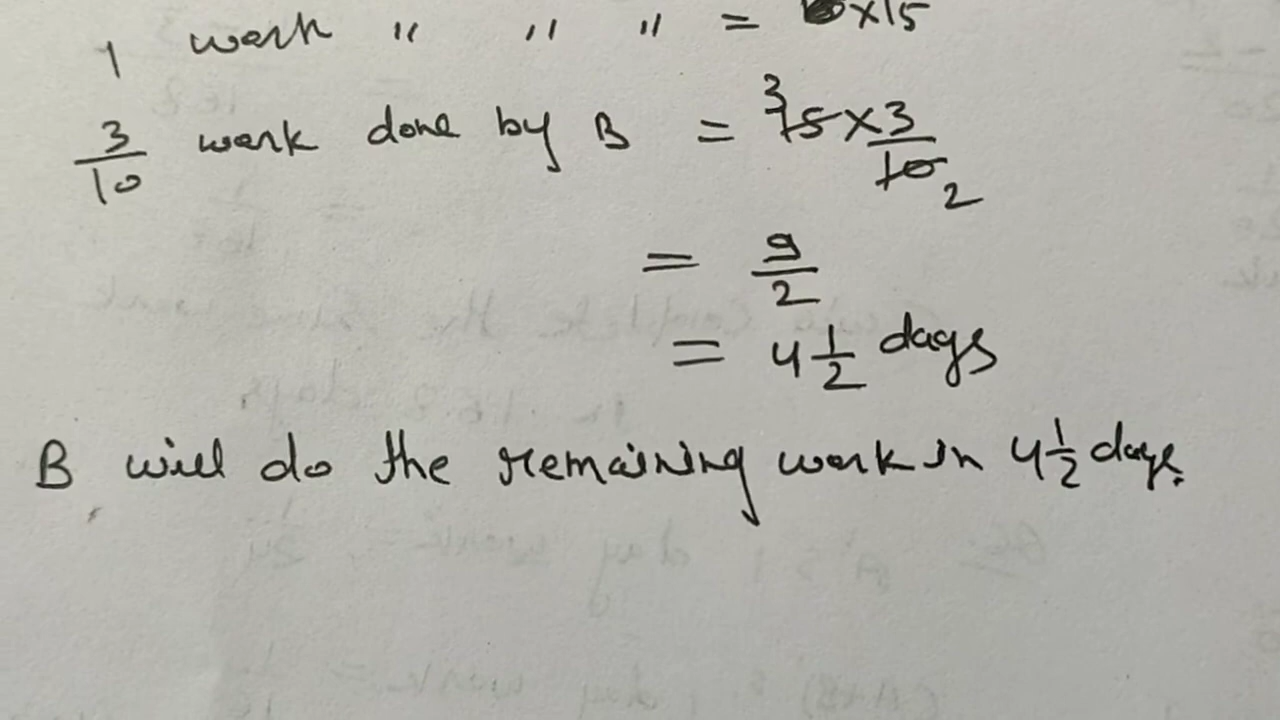 1 work " " " = ×15
3/10 work done by B = 15 × 3/10 3 2
= 9/2
= 4 1/2 days
B will do the remaining work in 4 1/2 days.